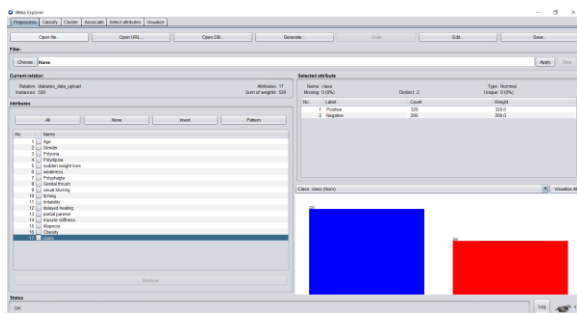 Weka Explorer
Preprocess Classify Cluster Associate Select attributes Visualize
Open file... Open URL... Open DB... Generate... Undo Edit... Save...
Filter
Choose None Apply Stop
Current relation
Relation: diabetes_data_upload Attributes: 17
Instances: 520 Sum of weights: 520
Selected attribute
Name: class Type: Nominal
Missing: 0 (0%) Distinct: 2 Unique: 0 (0%)
No. Label Count Weight
1 Positive 320 320.0
2 Negative 200 200.0
Attributes
All None Invert Pattern
No. Name
1 Age
2 Gender
3 Polyuria
4 Polydipsia
5 sudden weight loss
6 weakness
7 Polyphagia
8 Genital thrush
9 visual blurring
10 Itching
11 Irritability
12 delayed healing
13 partial paresis
14 muscle stiffness
15 Alopecia
16 Obesity
17 class
Remove
Class: class (Nom) Visualize All
320
200
Status
OK
Log x 0